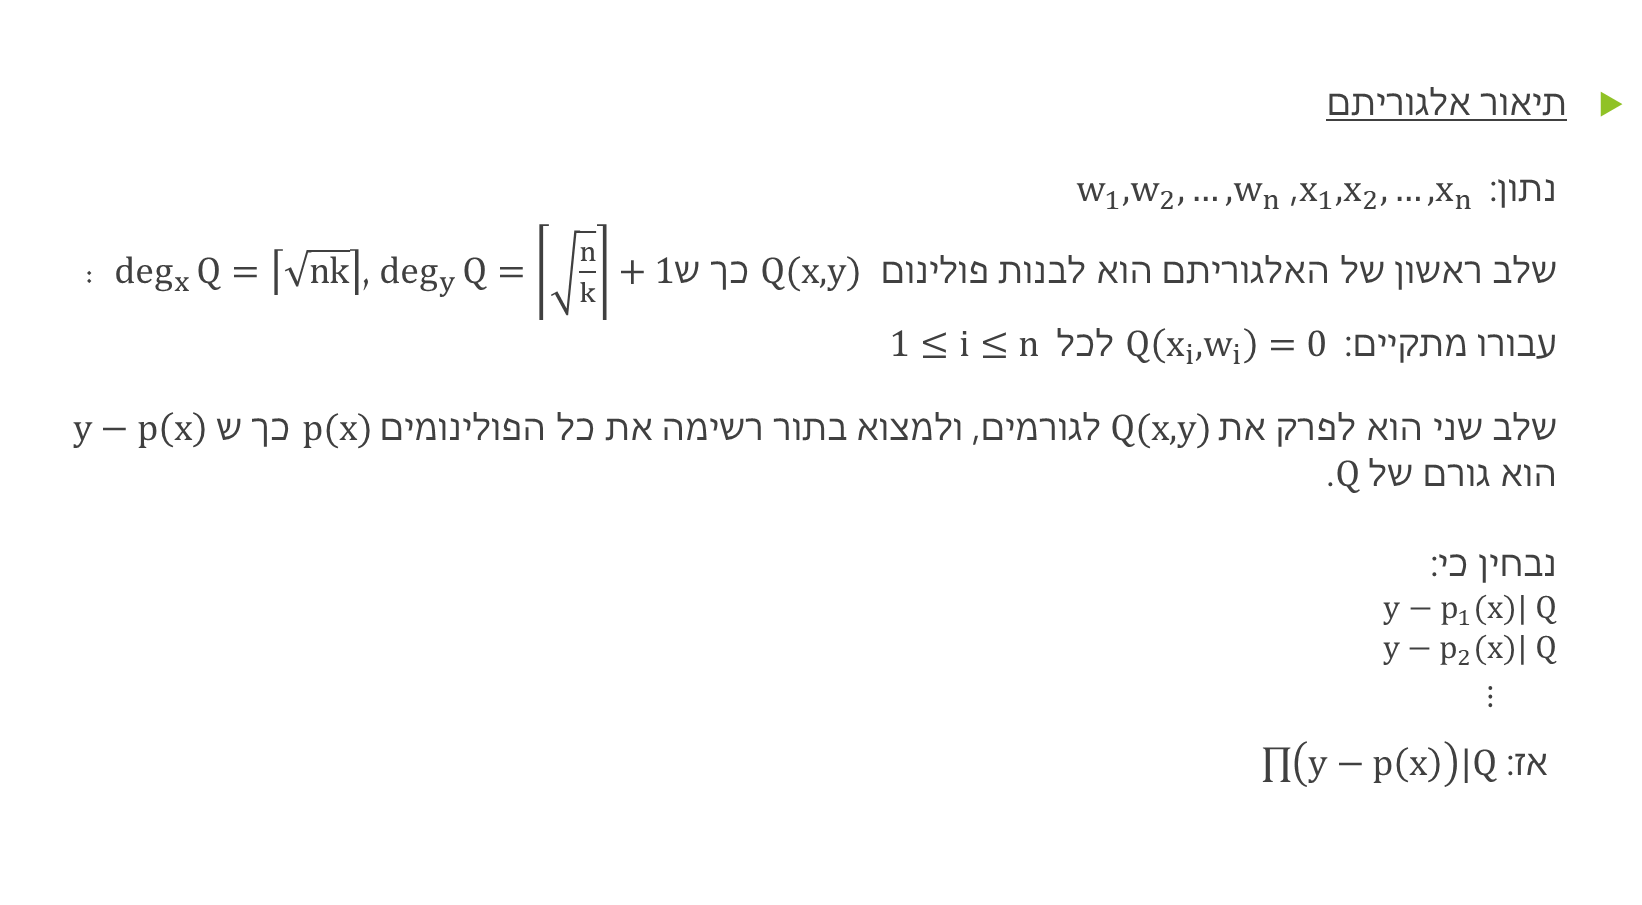 תיאור אלגוריתם
נתון: w₁,w₂, … ,wₙ ,x₁,x₂, … ,xₙ
שלב ראשון של האלגוריתם הוא לבנות פולינום Q(x,y) כך ש deg_x Q = ⌈√nk⌉, deg_y Q = ⌈√(n/k)⌉ + 1 :
עבורו מתקיים: Q(xᵢ,wᵢ) = 0 לכל 1 ≤ i ≤ n
שלב שני הוא לפרק את Q(x,y) לגורמים, ולמצוא בתור רשימה את כל הפולינומים p(x) כך ש y − p(x)
הוא גורם של Q.
נבחין כי:
y − p₁(x)| Q
y − p₂(x)| Q
⋮
אז: ∏(y − p(x))|Q